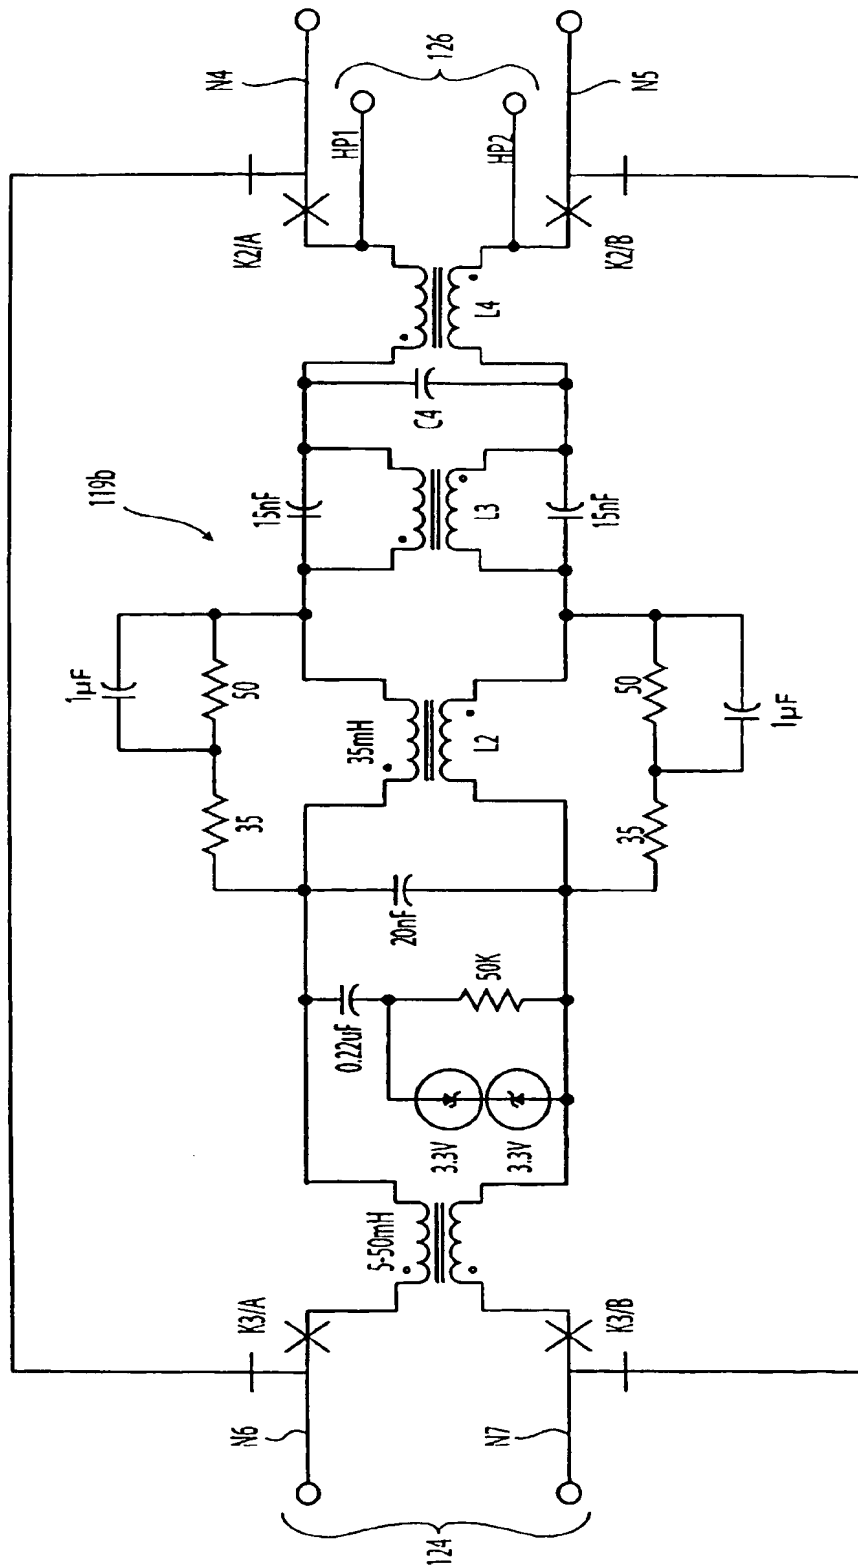 119b
N6
K3/A
5-50mH
0.22uF
3.3V
3.3V
50K
20nF
35
50
1µF
35mH
L2
15nF
L3
15nF
C4
L4
K2/A
N4
HP1
126
HP2
K2/B
N5
35
50
1µF
K3/B
N7
124